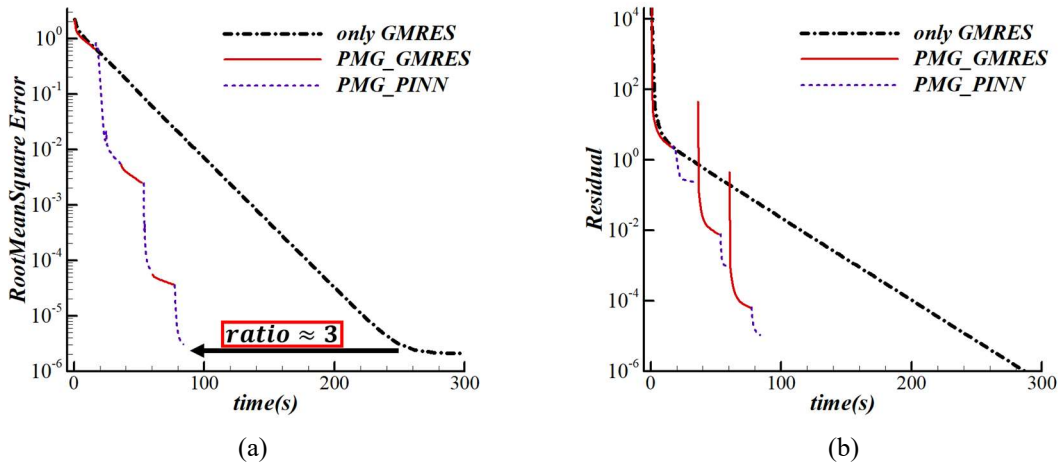 only GMRES
PMG_GMRES
PMG_PINN
RootMeanSquare Error
10^0
10^-1
10^-2
10^-3
10^-4
10^-5
10^-6
ratio ≈ 3
0 100 200 300
time(s)
(a)
only GMRES
PMG_GMRES
PMG_PINN
Residual
10^4
10^2
10^0
10^-2
10^-4
10^-6
0 100 200 300
time(s)
(b)